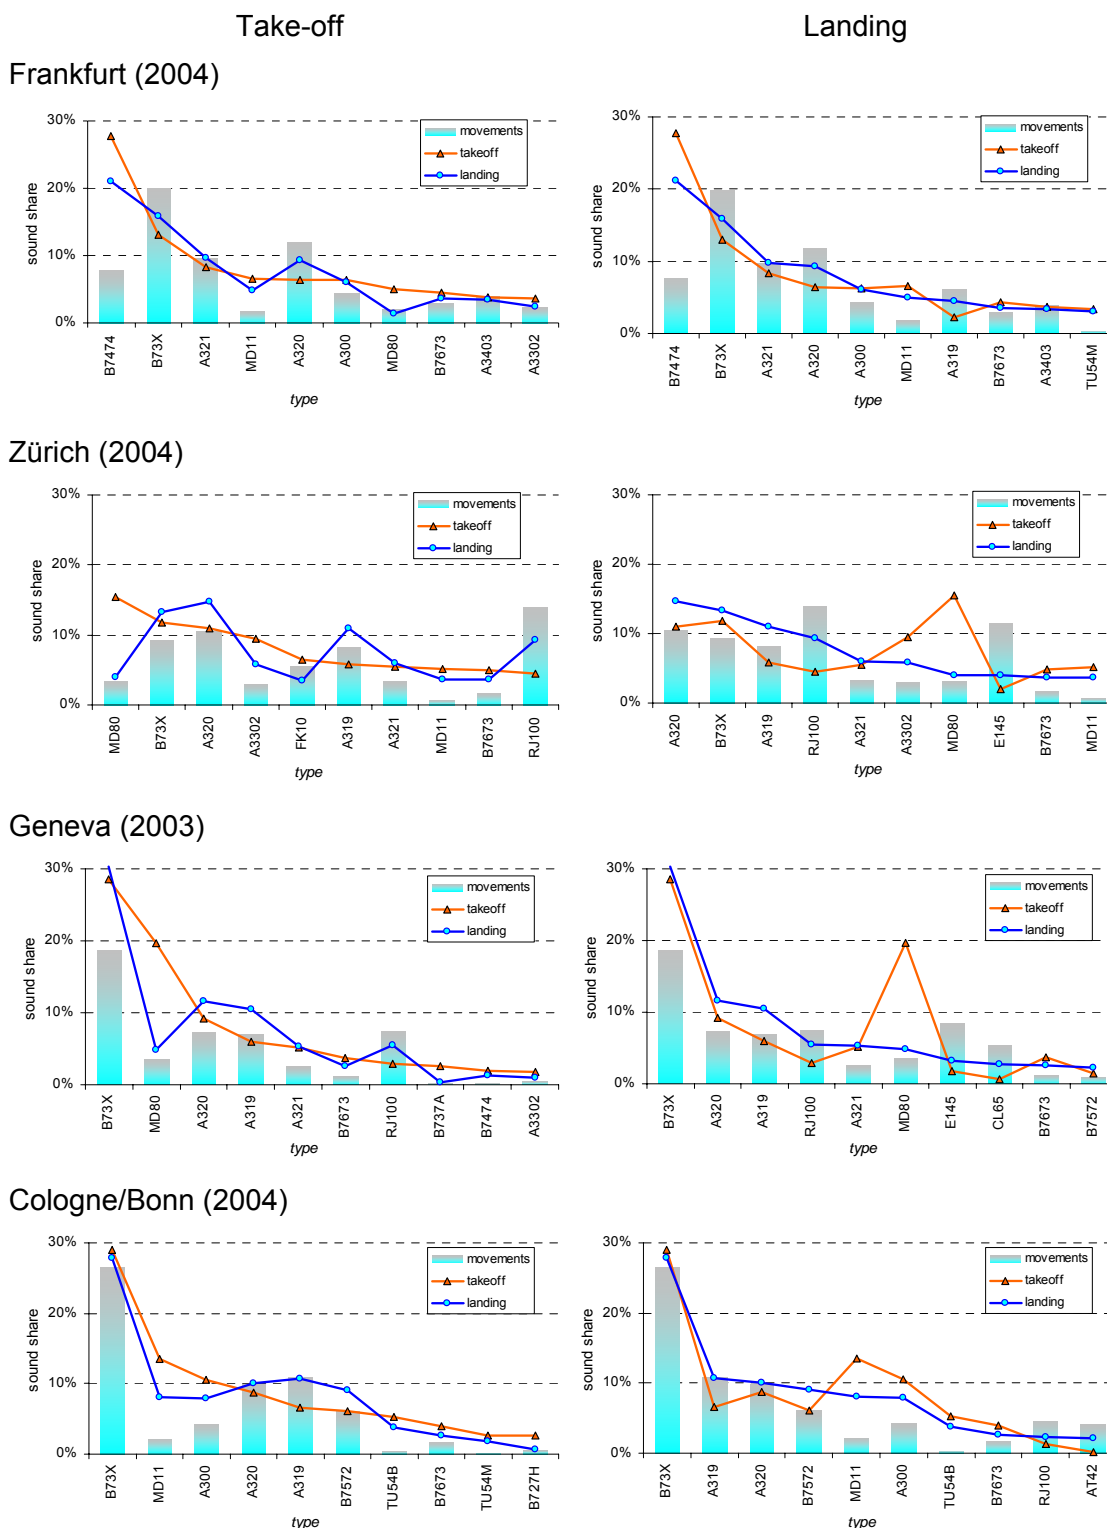 Take-off
Landing
Frankfurt (2004)
30%
20%
10%
0%
sound share
movements
takeoff
landing
B7474
B73X
A321
MD11
A320
A300
MD80
B7673
A3403
A3302
type
30%
20%
10%
0%
sound share
movements
takeoff
landing
B7474
B73X
A321
A320
A300
MD11
A319
B7673
A3403
TU54M
type
Zürich (2004)
30%
20%
10%
0%
sound share
movements
takeoff
landing
MD80
B73X
A320
A3302
FK10
A319
A321
MD11
B7673
RJ100
type
30%
20%
10%
0%
sound share
movements
takeoff
landing
A320
B73X
A319
RJ100
A321
A3302
MD80
E145
B7673
MD11
type
Geneva (2003)
30%
20%
10%
0%
sound share
movements
takeoff
landing
B73X
MD80
A320
A319
A321
B7673
RJ100
B737A
B7474
A3302
type
30%
20%
10%
0%
sound share
movements
takeoff
landing
B73X
A320
A319
RJ100
A321
MD80
E145
CL65
B7673
B7572
type
Cologne/Bonn (2004)
30%
20%
10%
0%
sound share
movements
takeoff
landing
B73X
MD11
A300
A320
A319
B7572
TU54B
B7673
TU54M
B727H
type
30%
20%
10%
0%
sound share
movements
takeoff
landing
B73X
A319
A320
B7572
MD11
A300
TU54B
B7673
RJ100
AT42
type